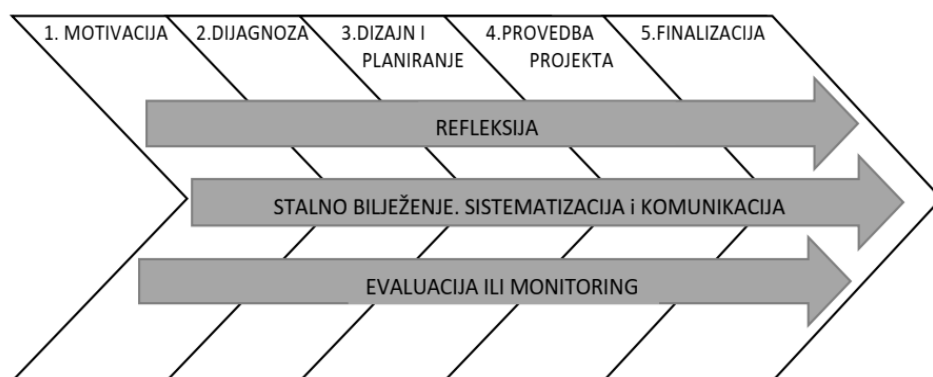 1. MOTIVACIJA
2.DIJAGNOZA
3.DIZAJN I
PLANIRANJE
4.PROVEDBA
PROJEKTA
5.FINALIZACIJA
REFLEKSIJA
STALNO BILJEŽENJE. SISTEMATIZACIJA i KOMUNIKACIJA
EVALUACIJA ILI MONITORING